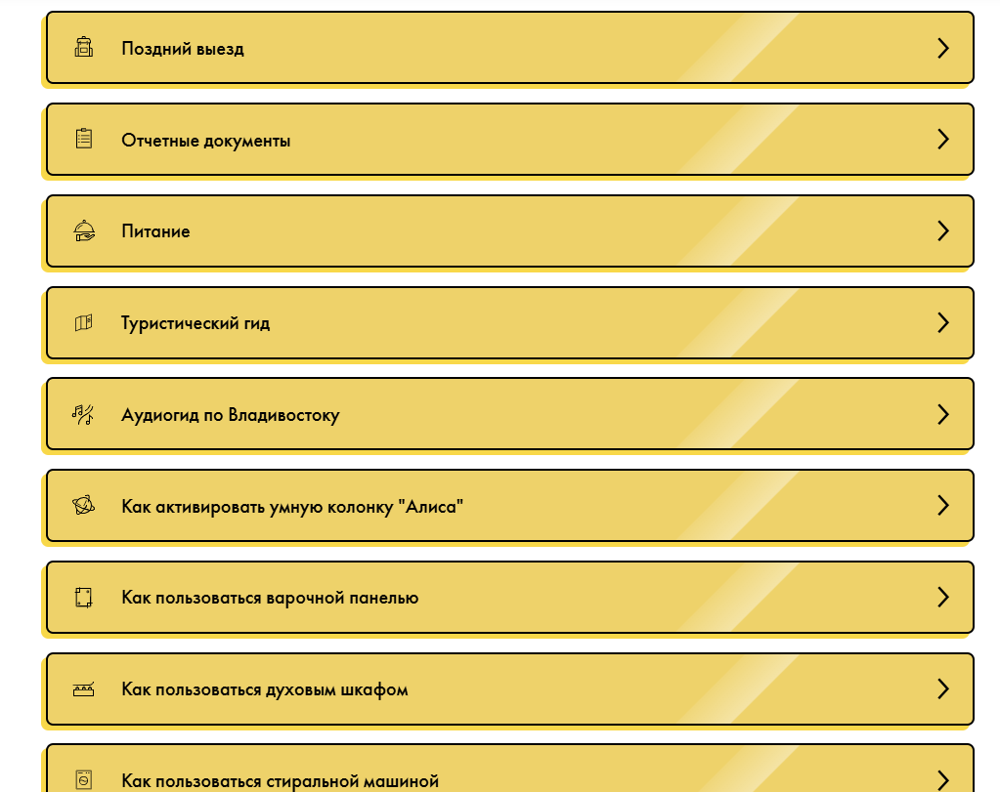 Поздний выезд
Отчетные документы
Питание
Туристический гид
Аудиогид по Владивостоку
Как активировать умную колонку "Алиса"
Как пользоваться варочной панелью
Как пользоваться духовым шкафом
Как пользоваться стиральной машиной